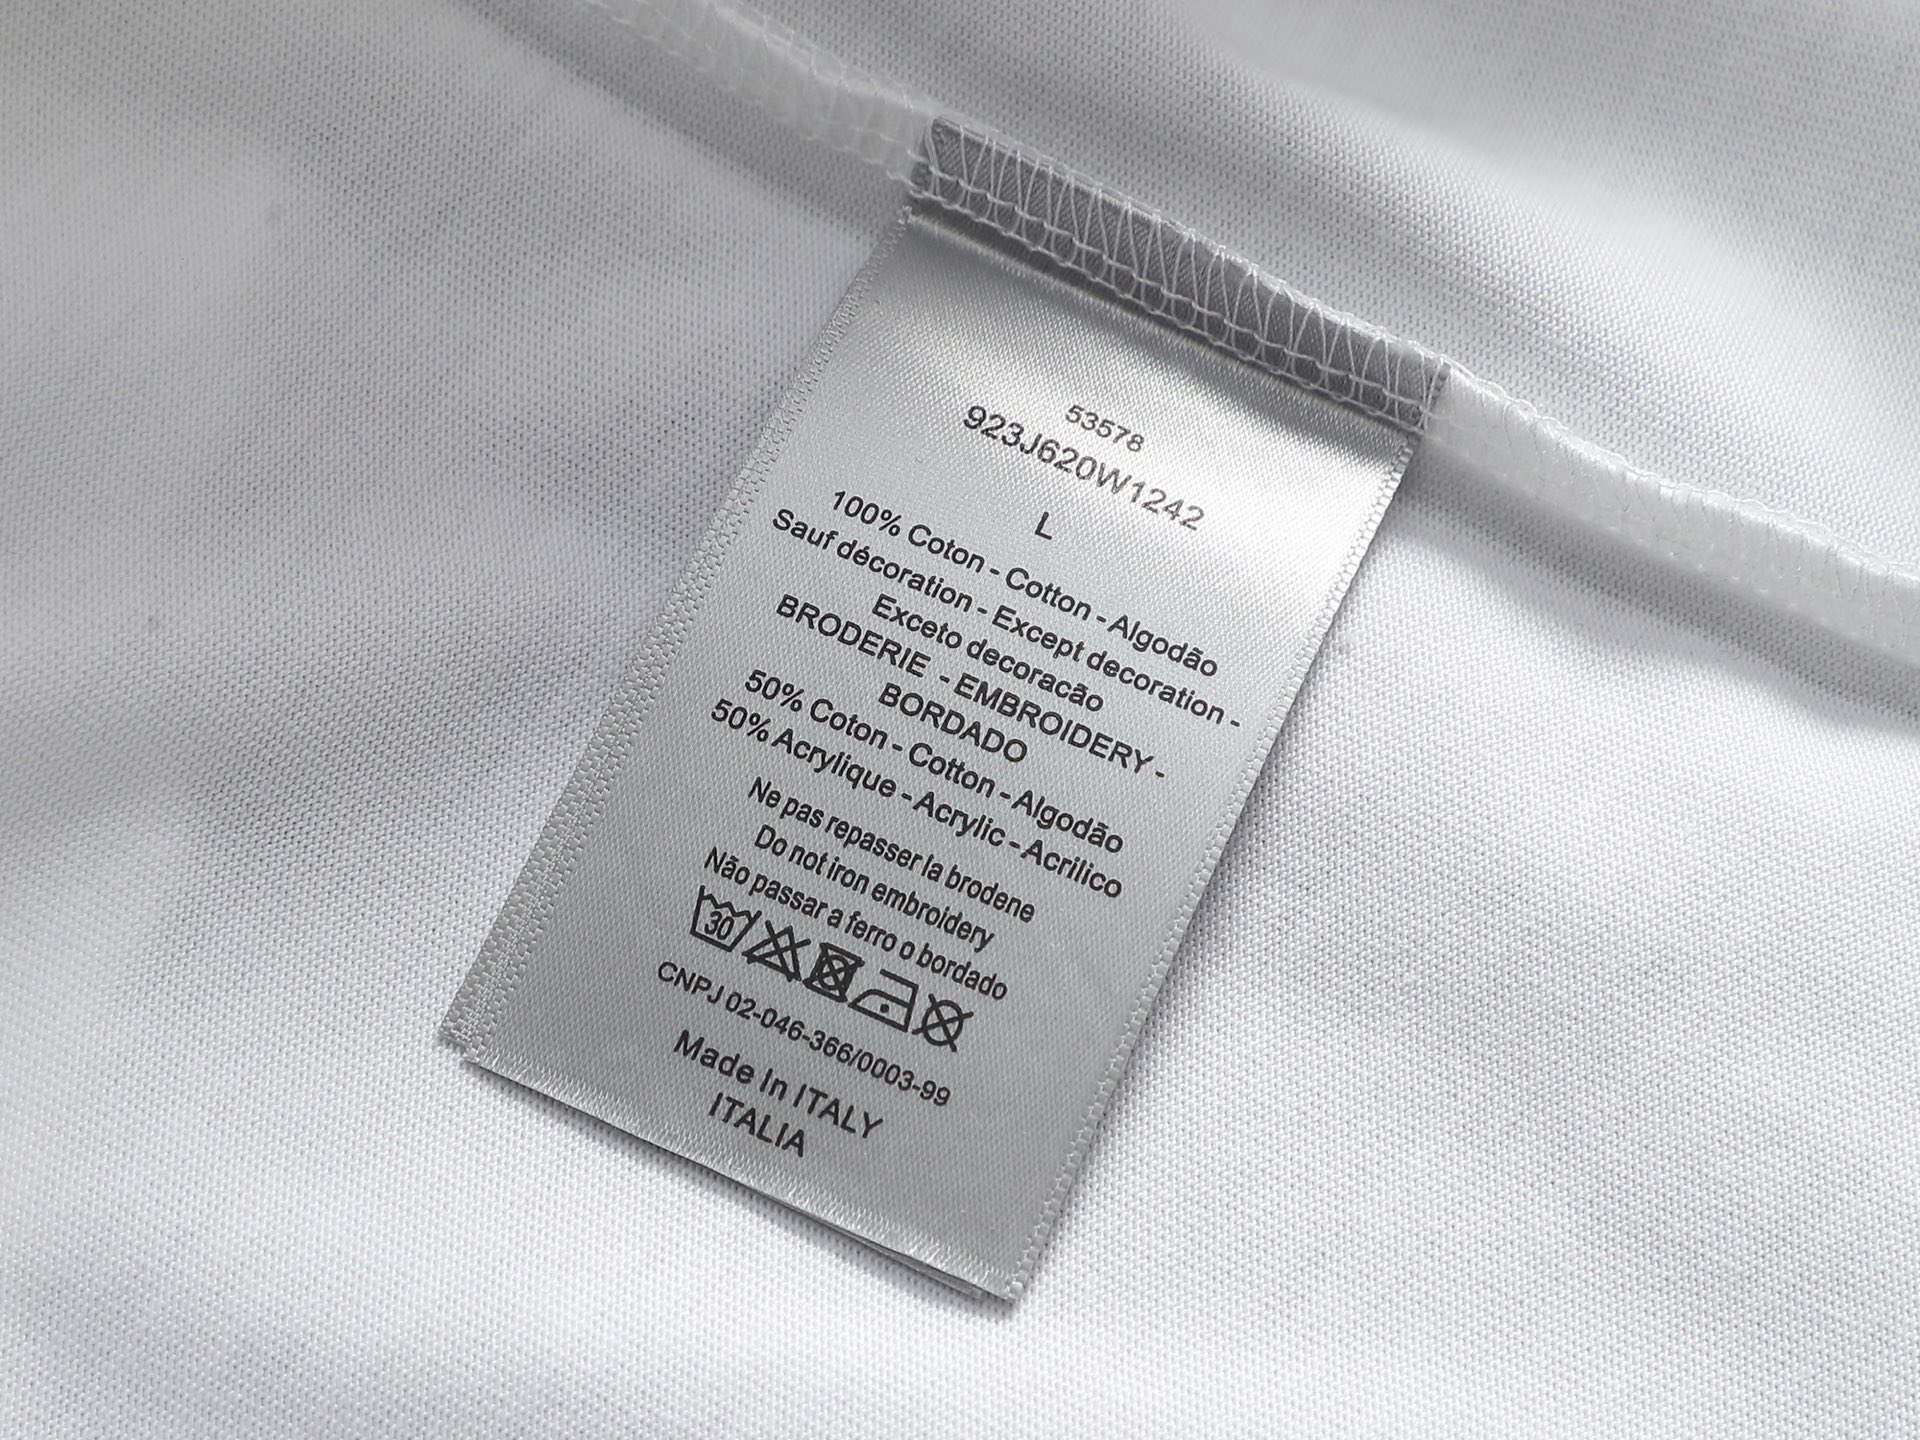 53578
923J620W1242
L
100% Coton - Cotton - Algodão
Sauf décoration - Except decoration -
Exceto decoracão
BRODERIE - EMBROIDERY -
BORDADO
50% Coton - Cotton - Algodão
50% Acrylique - Acrylic - Acrílico
Ne pas repasser la brodene
Do not iron embroidery
Não passar a ferro o bordado
30
CNPJ 02-046-366/0003-99
Made In ITALY
ITALIA